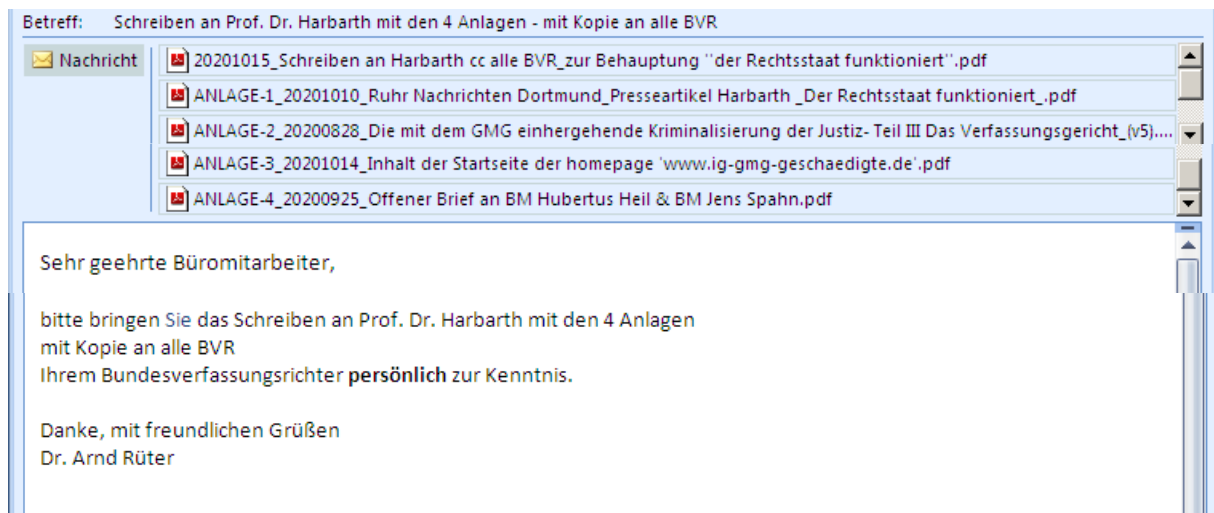 Betreff: Schreiben an Prof. Dr. Harbarth mit den 4 Anlagen - mit Kopie an alle BVR
Nachricht
20201015_Schreiben an Harbarth cc alle BVR_zur Behauptung "der Rechtsstaat funktioniert".pdf
ANLAGE-1_20201010_Ruhr Nachrichten Dortmund_Presseartikel Harbarth _Der Rechtsstaat funktioniert_.pdf
ANLAGE-2_20200828_Die mit dem GMG einhergehende Kriminalisierung der Justiz- Teil III Das Verfassungsgericht_(v5)....
ANLAGE-3_20201014_Inhalt der Startseite der homepage 'www.ig-gmg-geschaedigte.de'.pdf
ANLAGE-4_20200925_Offener Brief an BM Hubertus Heil & BM Jens Spahn.pdf
Sehr geehrte Büromitarbeiter,
bitte bringen Sie das Schreiben an Prof. Dr. Harbarth mit den 4 Anlagen
mit Kopie an alle BVR
Ihrem Bundesverfassungsrichter persönlich zur Kenntnis.
Danke, mit freundlichen Grüßen
Dr. Arnd Rüter